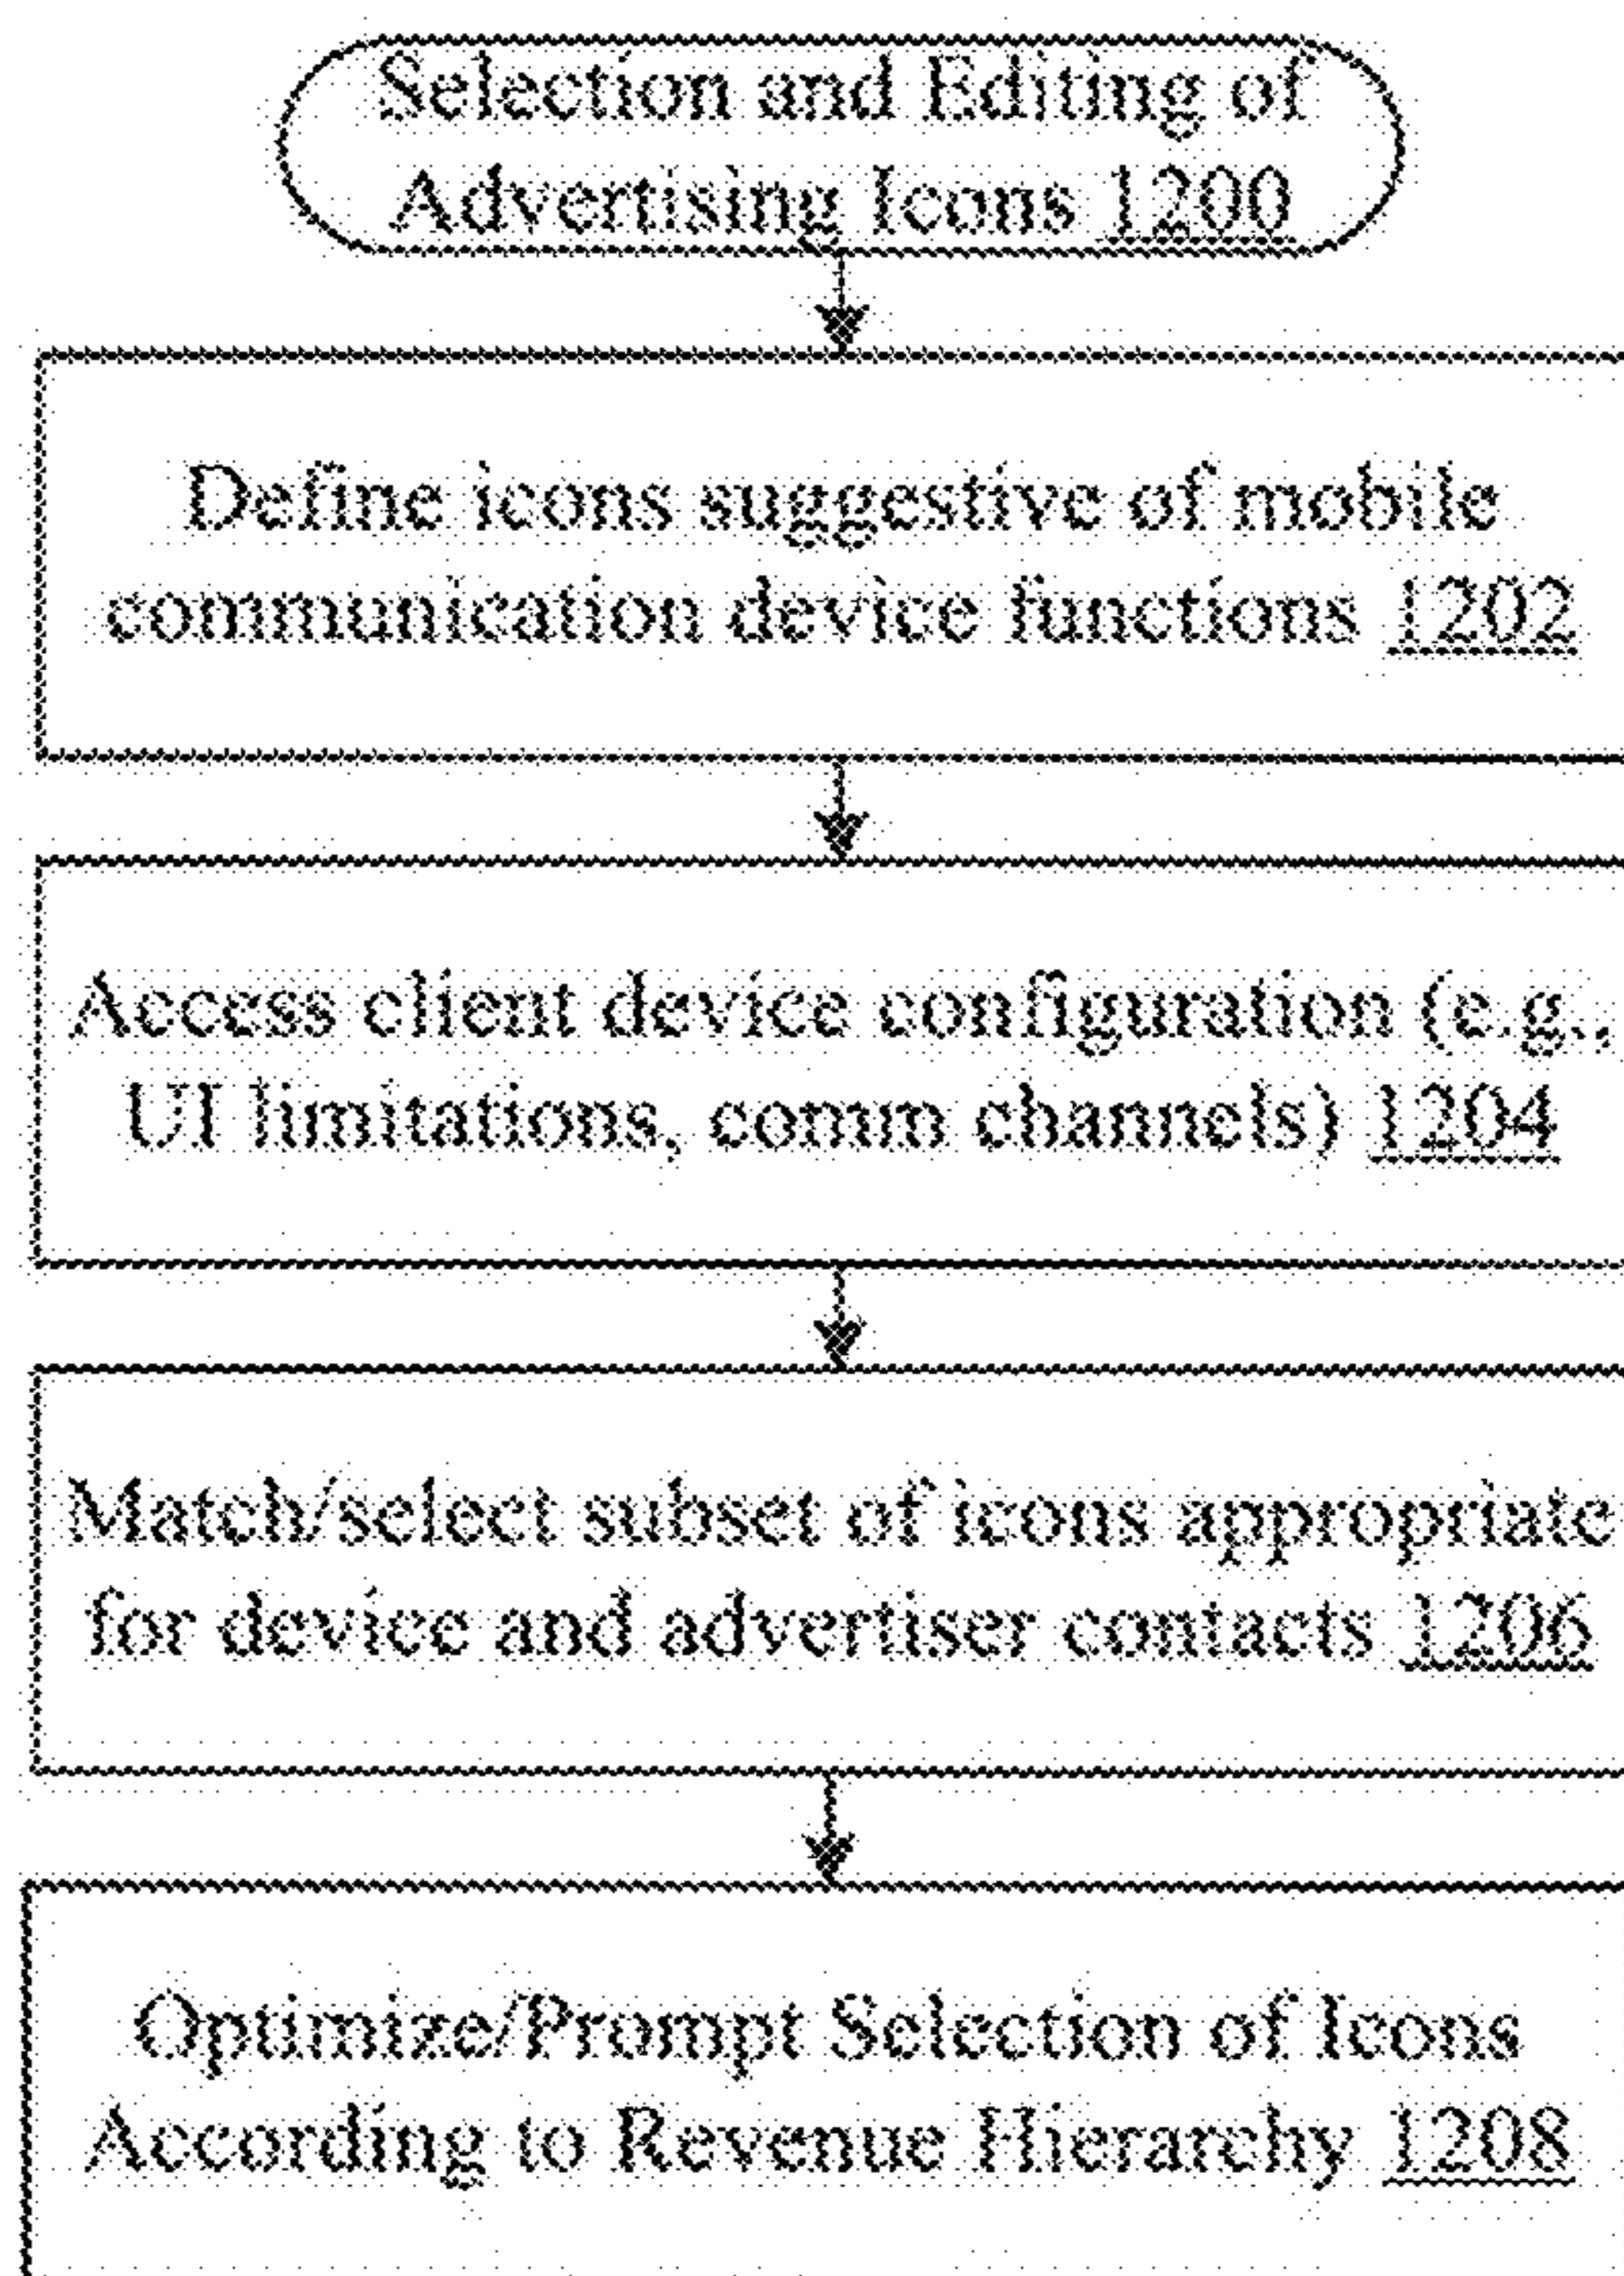 Selection and Editing of
Advertising Icons 1200
Define icons suggestive of mobile
communication device functions 1202
Access client device configuration (e.g.,
UI limitations, comm channels) 1204
Match/select subset of icons appropriate
for device and advertiser contacts 1206
Optimize/Prompt Selection of Icons
According to Revenue Hierarchy 1208